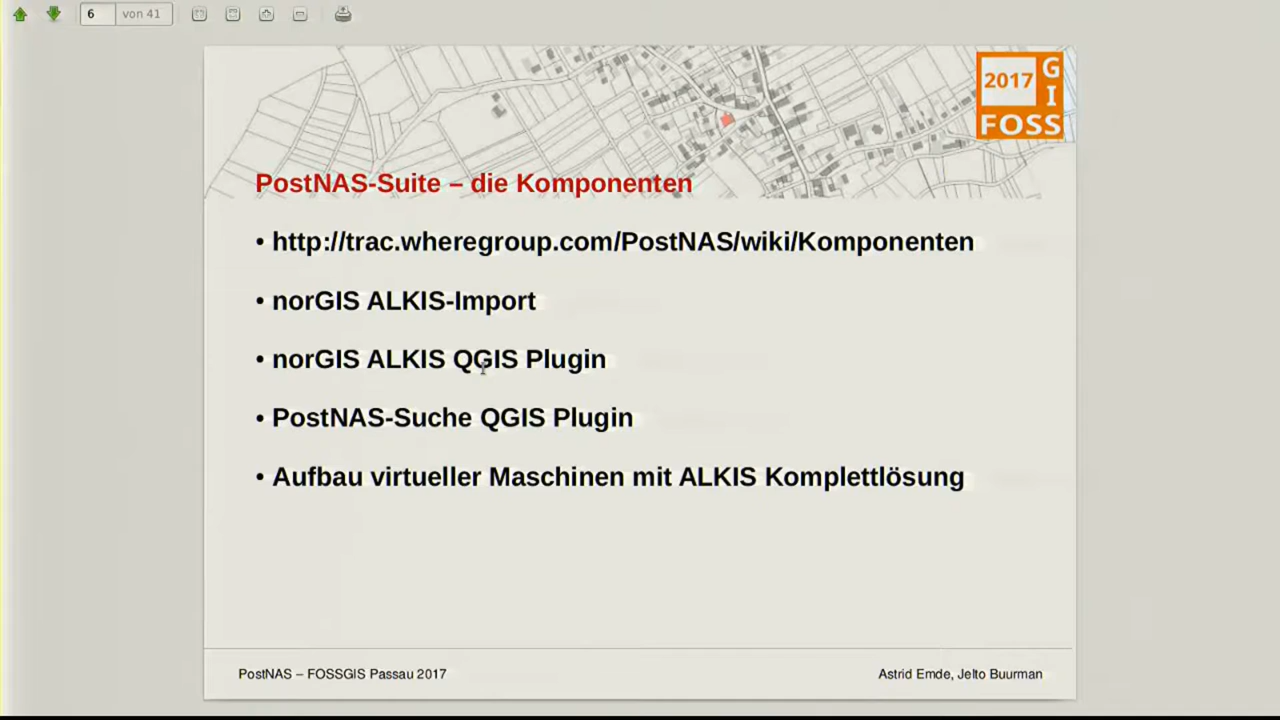 6 von 41
2017 G
I
FOSS
PostNAS-Suite – die Komponenten
• http://trac.wheregroup.com/PostNAS/wiki/Komponenten
• norGIS ALKIS-Import
• norGIS ALKIS QGIS Plugin
• PostNAS-Suche QGIS Plugin
• Aufbau virtueller Maschinen mit ALKIS Komplettlösung
PostNAS – FOSSGIS Passau 2017
Astrid Emde, Jelto Buurman